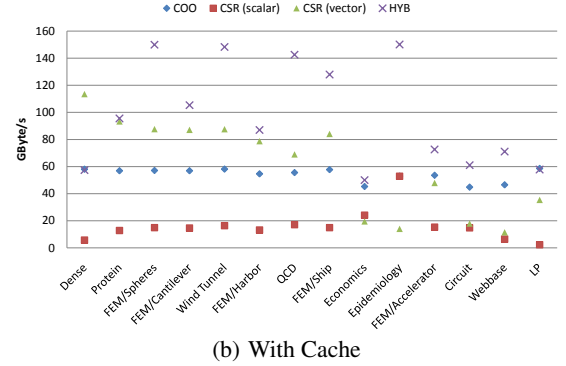 COO CSR (scalar) CSR (vector) HYB
160
140
120
100
80
60
40
20
0
GByte/s
Dense
Protein
FEM/Spheres
FEM/Cantilever
Wind Tunnel
FEM/Harbor
QCD
FEM/Ship
Economics
Epidemiology
FEM/Accelerator
Circuit
Webbase
LP
(b) With Cache